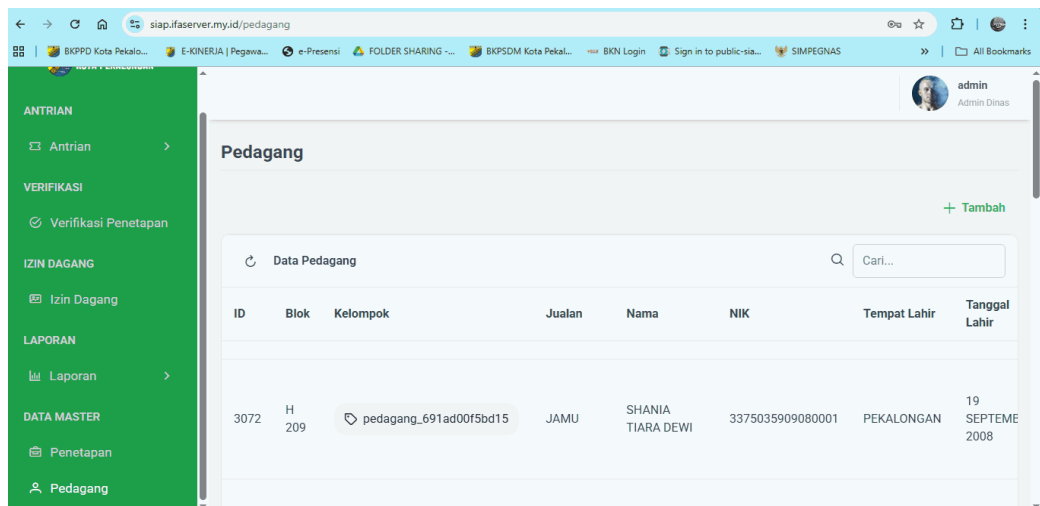 siap.ifaserver.my.id/pedagang
BKPPD Kota Pekalo...
E-KINERJA | Pegawa...
e-Presensi
FOLDER SHARING -...
BKPSDM Kota Pekal...
BKN Login
Sign in to public-sia...
SIMPEGNAS
»
All Bookmarks
KOTA PEKALONGAN
ANTRIAN
Antrian
VERIFIKASI
Verifikasi Penetapan
IZIN DAGANG
Izin Dagang
LAPORAN
Laporan
DATA MASTER
Penetapan
Pedagang
admin
Admin Dinas
Pedagang
+ Tambah
Data Pedagang
Cari...
ID Blok Kelompok Jualan Nama NIK Tempat Lahir Tanggal
Lahir
3072 H
209 pedagang_691ad00f5bd15 JAMU SHANIA
TIARA DEWI 3375035909080001 PEKALONGAN 19
SEPTEME
2008